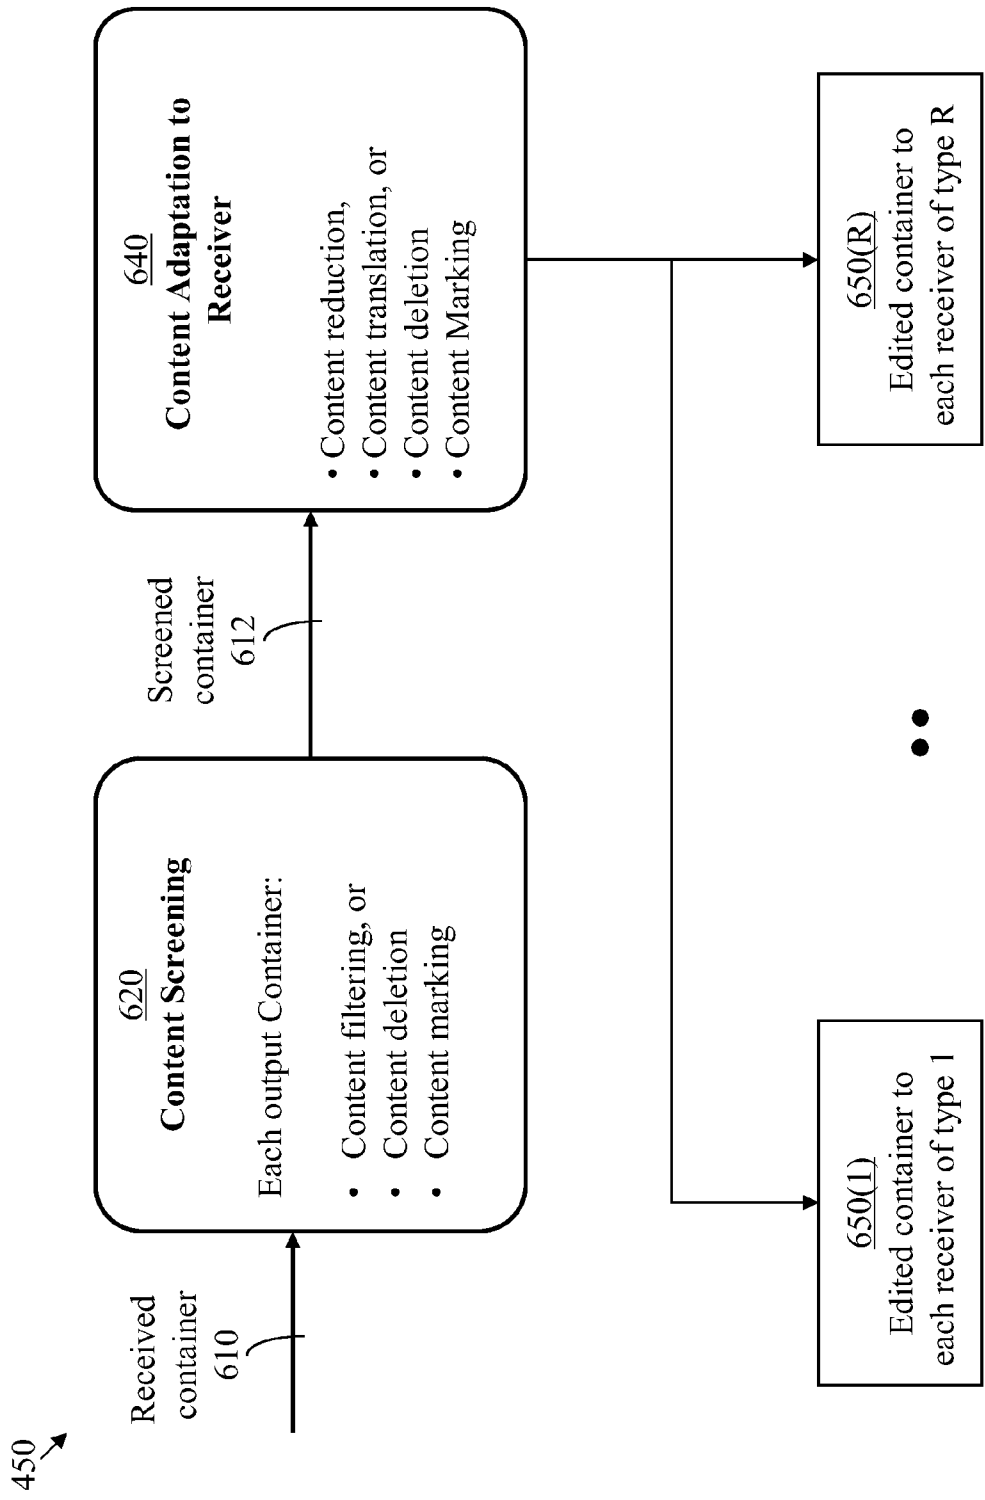 450
Received
container
610
620
Content Screening
Each output Container:
• Content filtering, or
• Content deletion
• Content marking
Screened
container
612
640
Content Adaptation to
Receiver
• Content reduction,
• Content translation, or
• Content deletion
• Content Marking
650(1)
Edited container to
each receiver of type 1
650(R)
Edited container to
each receiver of type R